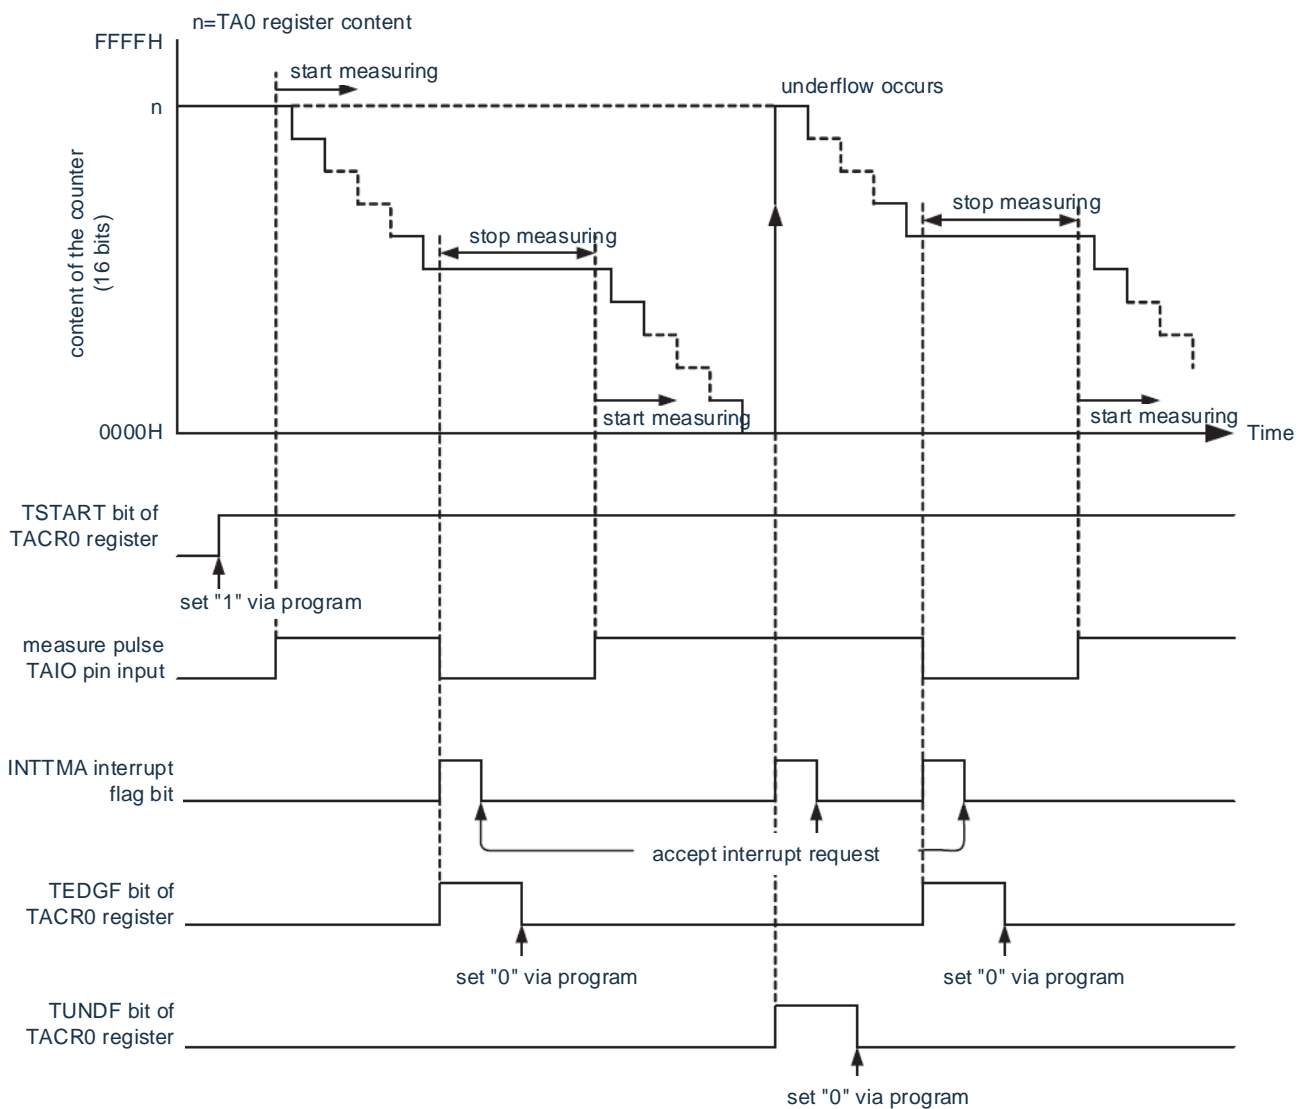 n=TA0 register content
FFFFH
start measuring
underflow occurs
n
content of the counter
(16 bits)
stop measuring
stop measuring
start measuring
start measuring
0000H
Time
TSTART bit of
TACR0 register
set "1" via program
measure pulse
TAIO pin input
INTTMA interrupt
flag bit
accept interrupt request
TEDGF bit of
TACR0 register
set "0" via program
set "0" via program
TUNDF bit of
TACR0 register
set "0" via program